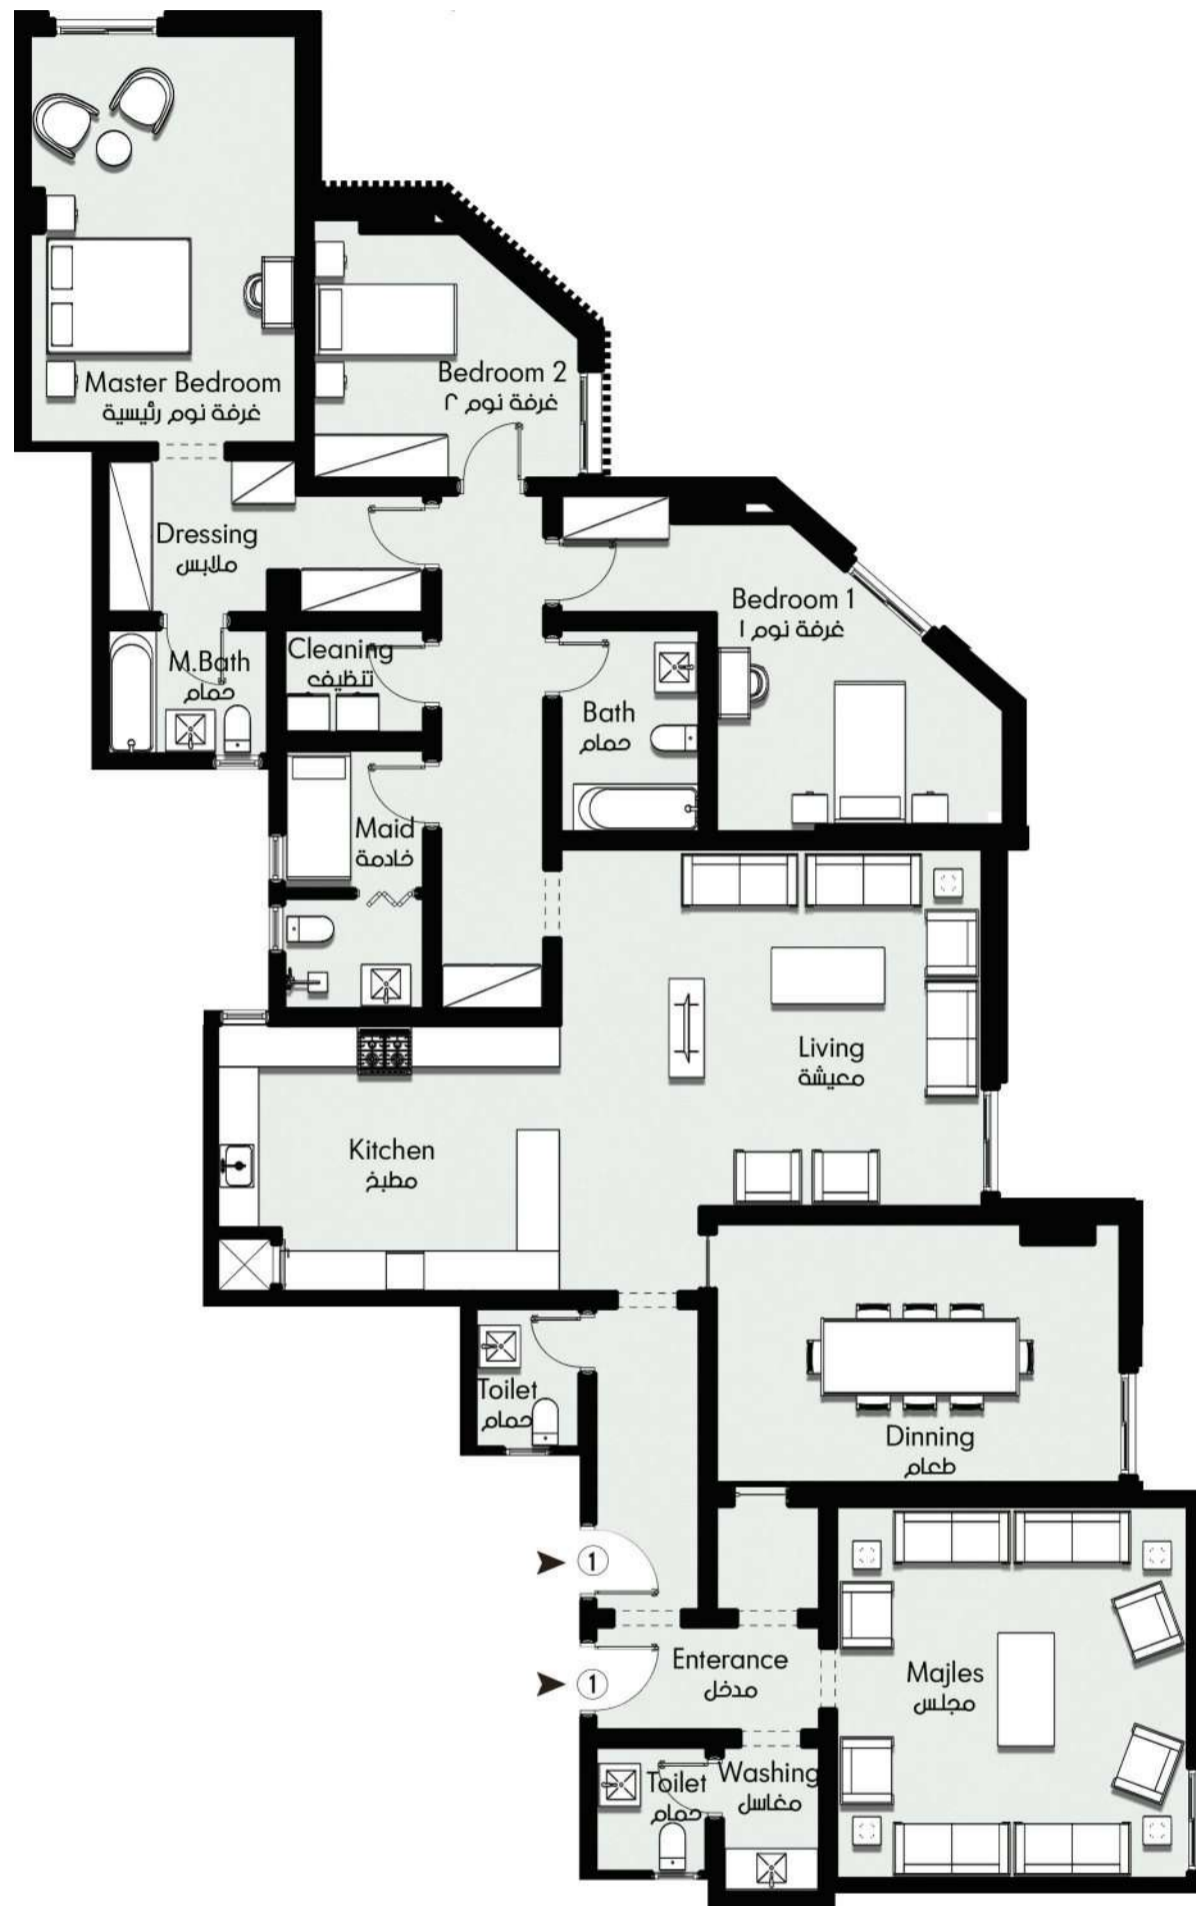 Master Bedroom
غرفة نوم رئيسية
Bedroom 2
غرفة نوم ٢
Dressing
ملابس
Bedroom 1
غرفة نوم ١
M.Bath
حمام
Cleaning
تنظيف
Bath
حمام
Maid
خادمة
Living
معيشة
Kitchen
مطبخ
Toilet
حمام
Dinning
طعام
1
Enterance
مدخل
1
Majles
مجلس
Toilet
حمام
Washing
مغاسل